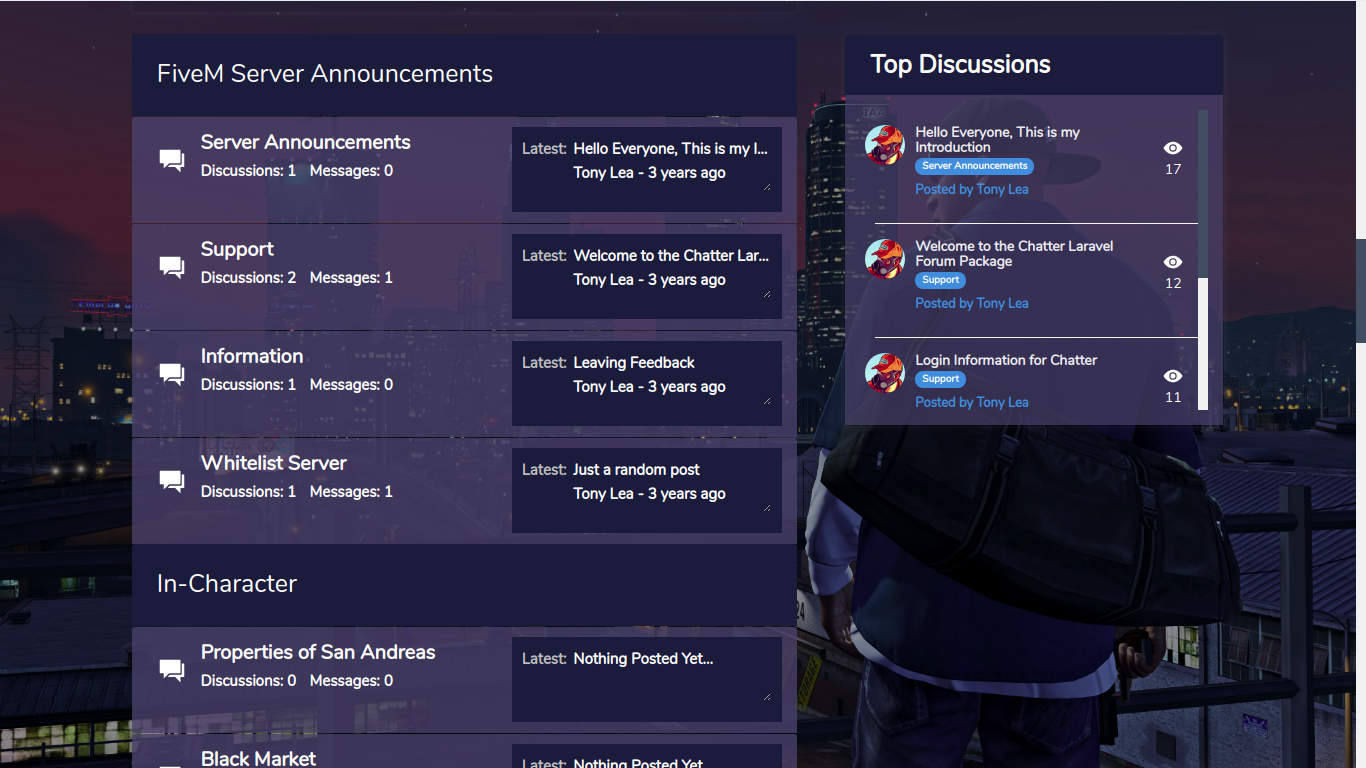 FiveM Server Announcements
Server Announcements
Discussions: 1 Messages: 0
Latest: Hello Everyone, This is my I...
Tony Lea - 3 years ago
Support
Discussions: 2 Messages: 1
Latest: Welcome to the Chatter Lar...
Tony Lea - 3 years ago
Information
Discussions: 1 Messages: 0
Latest: Leaving Feedback
Tony Lea - 3 years ago
Whitelist Server
Discussions: 1 Messages: 1
Latest: Just a random post
Tony Lea - 3 years ago
In-Character
Properties of San Andreas
Discussions: 0 Messages: 0
Latest: Nothing Posted Yet...
Black Market
Latest: Nothing Posted Yet
Top Discussions
Hello Everyone, This is my
Introduction
Server Announcements
17
Posted by Tony Lea
Welcome to the Chatter Laravel
Forum Package
Support
12
Posted by Tony Lea
Login Information for Chatter
Support
11
Posted by Tony Lea
24